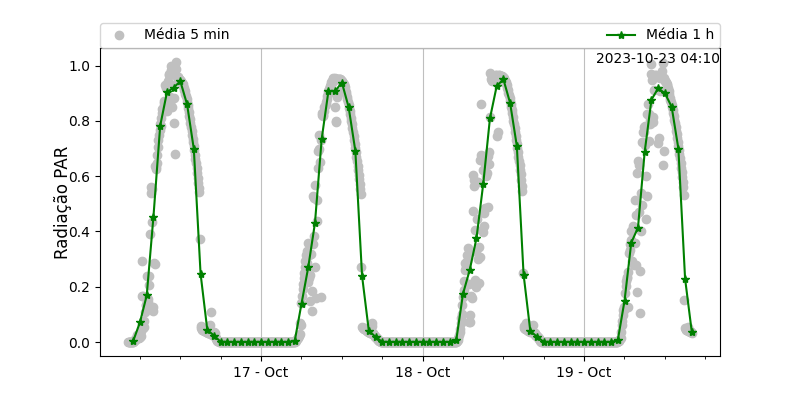 Média 5 min
Média 1 h
2023-10-23 04:10
1.0
0.8
0.6
0.4
0.2
0.0
Radiação PAR
17 - Oct
18 - Oct
19 - Oct